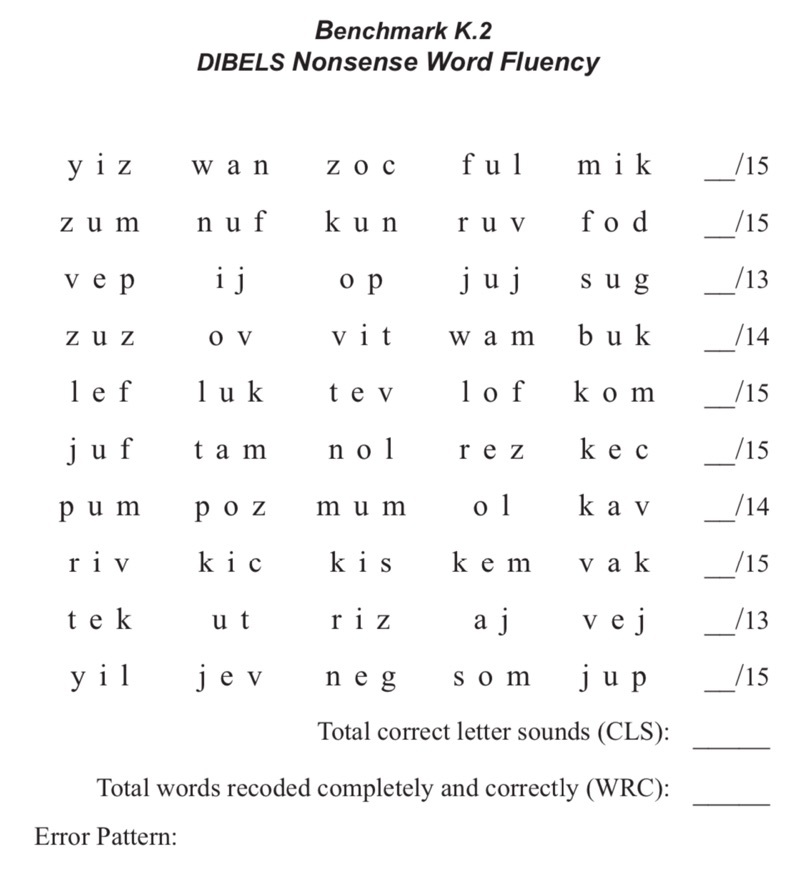 Benchmark K.2
DIBELS Nonsense Word Fluency
y i z w a n z o c f u l m i k __/15
z u m n u f k u n r u v f o d __/15
v e p i j o p j u j s u g __/13
z u z o v v i t w a m b u k __/14
l e f l u k t e v l o f k o m __/15
j u f t a m n o l r e z k e c __/15
p u m p o z m u m o l k a v __/14
r i v k i c k i s k e m v a k __/15
t e k u t r i z a j v e j __/13
y i l j e v n e g s o m j u p __/15
Total correct letter sounds (CLS): ______
Total words recoded completely and correctly (WRC): ______
Error Pattern: